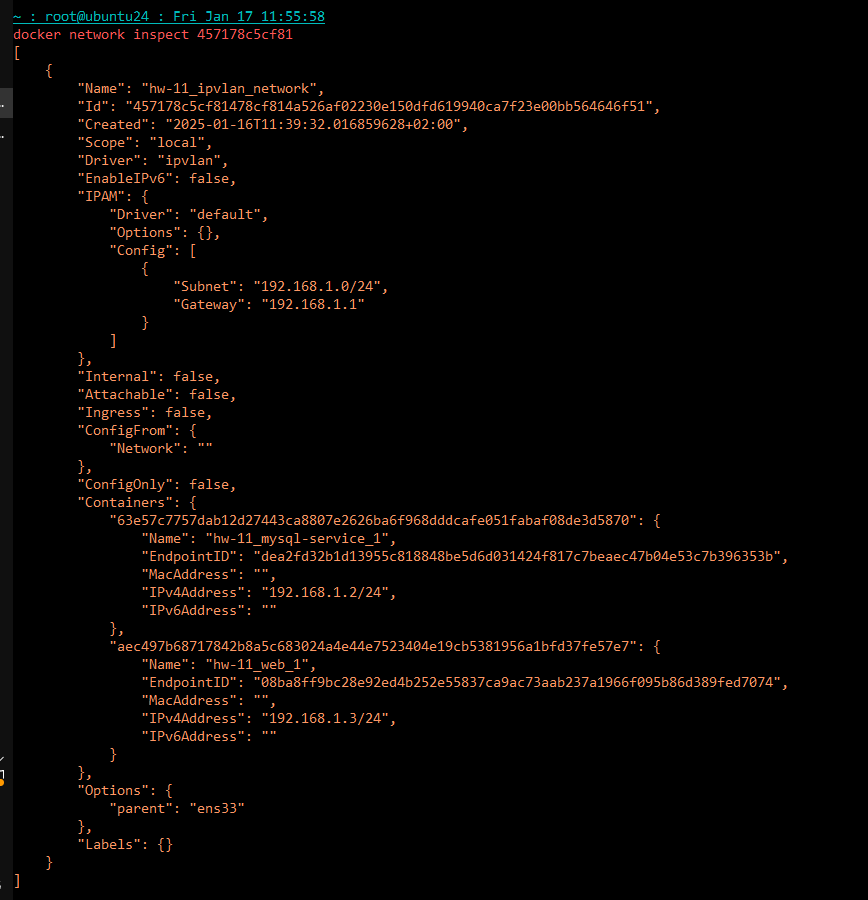 ~ : root@ubuntu24 : Fri Jan 17 11:55:58
docker network inspect 457178c5cf81
[
    {
        "Name": "hw-11_ipvlan_network",
        "Id": "457178c5cf81478cf814a526af02230e150dfd619940ca7f23e00bb564646f51",
        "Created": "2025-01-16T11:39:32.016859628+02:00",
        "Scope": "local",
        "Driver": "ipvlan",
        "EnableIPv6": false,
        "IPAM": {
            "Driver": "default",
            "Options": {},
            "Config": [
                {
                    "Subnet": "192.168.1.0/24",
                    "Gateway": "192.168.1.1"
                }
            ]
        },
        "Internal": false,
        "Attachable": false,
        "Ingress": false,
        "ConfigFrom": {
            "Network": ""
        },
        "ConfigOnly": false,
        "Containers": {
            "63e57c7757dab12d27443ca8807e2626ba6f968dddcafe051fabaf08de3d5870": {
                "Name": "hw-11_mysql-service_1",
                "EndpointID": "dea2fd32b1d13955c818848be5d6d031424f817c7beaec47b04e53c7b396353b",
                "MacAddress": "",
                "IPv4Address": "192.168.1.2/24",
                "IPv6Address": ""
            },
            "aec497b68717842b8a5c683024a4e44e7523404e19cb5381956a1bfd37fe57e7": {
                "Name": "hw-11_web_1",
                "EndpointID": "08ba8ff9bc28e92ed4b252e55837ca9ac73aab237a1966f095b86d389fed7074",
                "MacAddress": "",
                "IPv4Address": "192.168.1.3/24",
                "IPv6Address": ""
            }
        },
        "Options": {
            "parent": "ens33"
        },
        "Labels": {}
    }
]